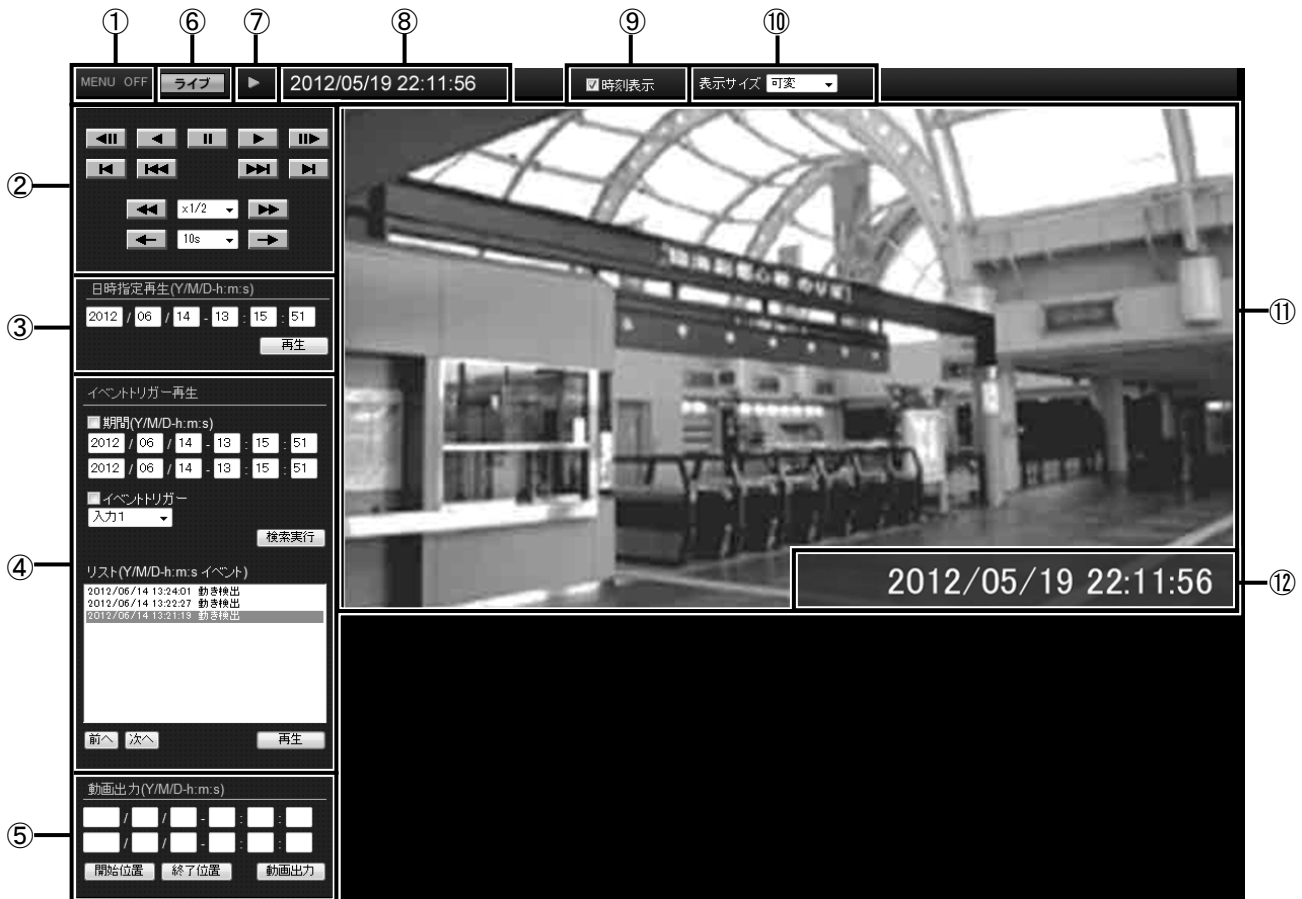 ① ⑥ ⑦ ⑧ ⑨ ⑩
MENU OFF ライブ 2012/05/19 22:11:56 時刻表示 表示サイズ 可変
②
x1/2
10s
日時指定再生(Y/M/D-h:m:s)
③
2012 / 06 / 14 - 13 : 15 : 51
再生
⑪
イベントトリガー再生
期間(Y/M/D-h:m:s)
2012 / 06 / 14 - 13 : 15 : 51
2012 / 06 / 14 - 13 : 15 : 51
イベントトリガー
入力1
検索実行
④
リスト(Y/M/D-h:m:s イベント)
2012/06/14 13:24:01 動き検出
2012/06/14 13:22:27 動き検出
2012/06/14 13:21:19 動き検出
2012/05/19 22:11:56
⑫
前へ 次へ 再生
動画出力(Y/M/D-h:m:s)
/ / - : :
⑤
/ / - : :
開始位置 終了位置 動画出力